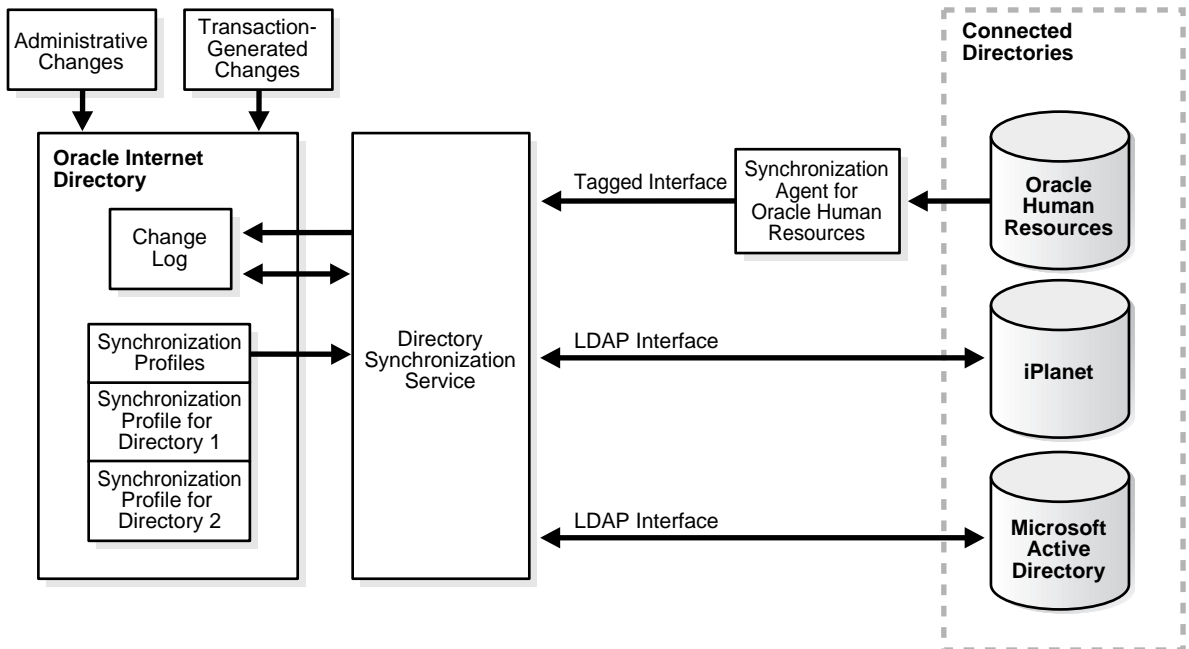 Administrative
Changes
Transaction-
Generated
Changes
Connected
Directories
Oracle Internet
Directory
Change
Log
Synchronization
Profiles
Synchronization
Profile for
Directory 1
Synchronization
Profile for
Directory 2
Directory
Synchronization
Service
Tagged Interface
Synchronization
Agent for
Oracle Human
Resources
Oracle
Human
Resources
LDAP Interface
iPlanet
LDAP Interface
Microsoft
Active
Directory